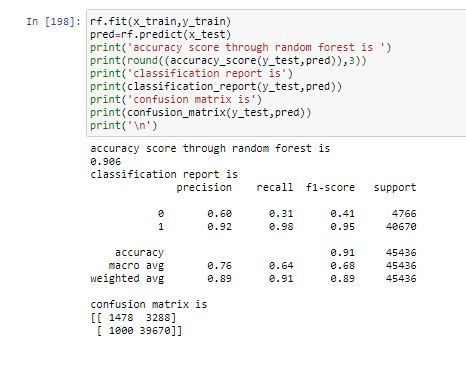 In [198]: rf.fit(x_train,y_train)
pred=rf.predict(x_test)
print('accuracy score through random forest is ')
print(round((accuracy_score(y_test,pred)),3))
print('classification report is')
print(classification_report(y_test,pred))
print('confusion matrix is')
print(confusion_matrix(y_test,pred))
print('\n')
accuracy score through random forest is
0.906
classification report is
precision recall f1-score support
0 0.60 0.31 0.41 4766
1 0.92 0.98 0.95 40670
accuracy 0.91 45436
macro avg 0.76 0.64 0.68 45436
weighted avg 0.89 0.91 0.89 45436
confusion matrix is
[[ 1478 3288]
[ 1000 39670]]